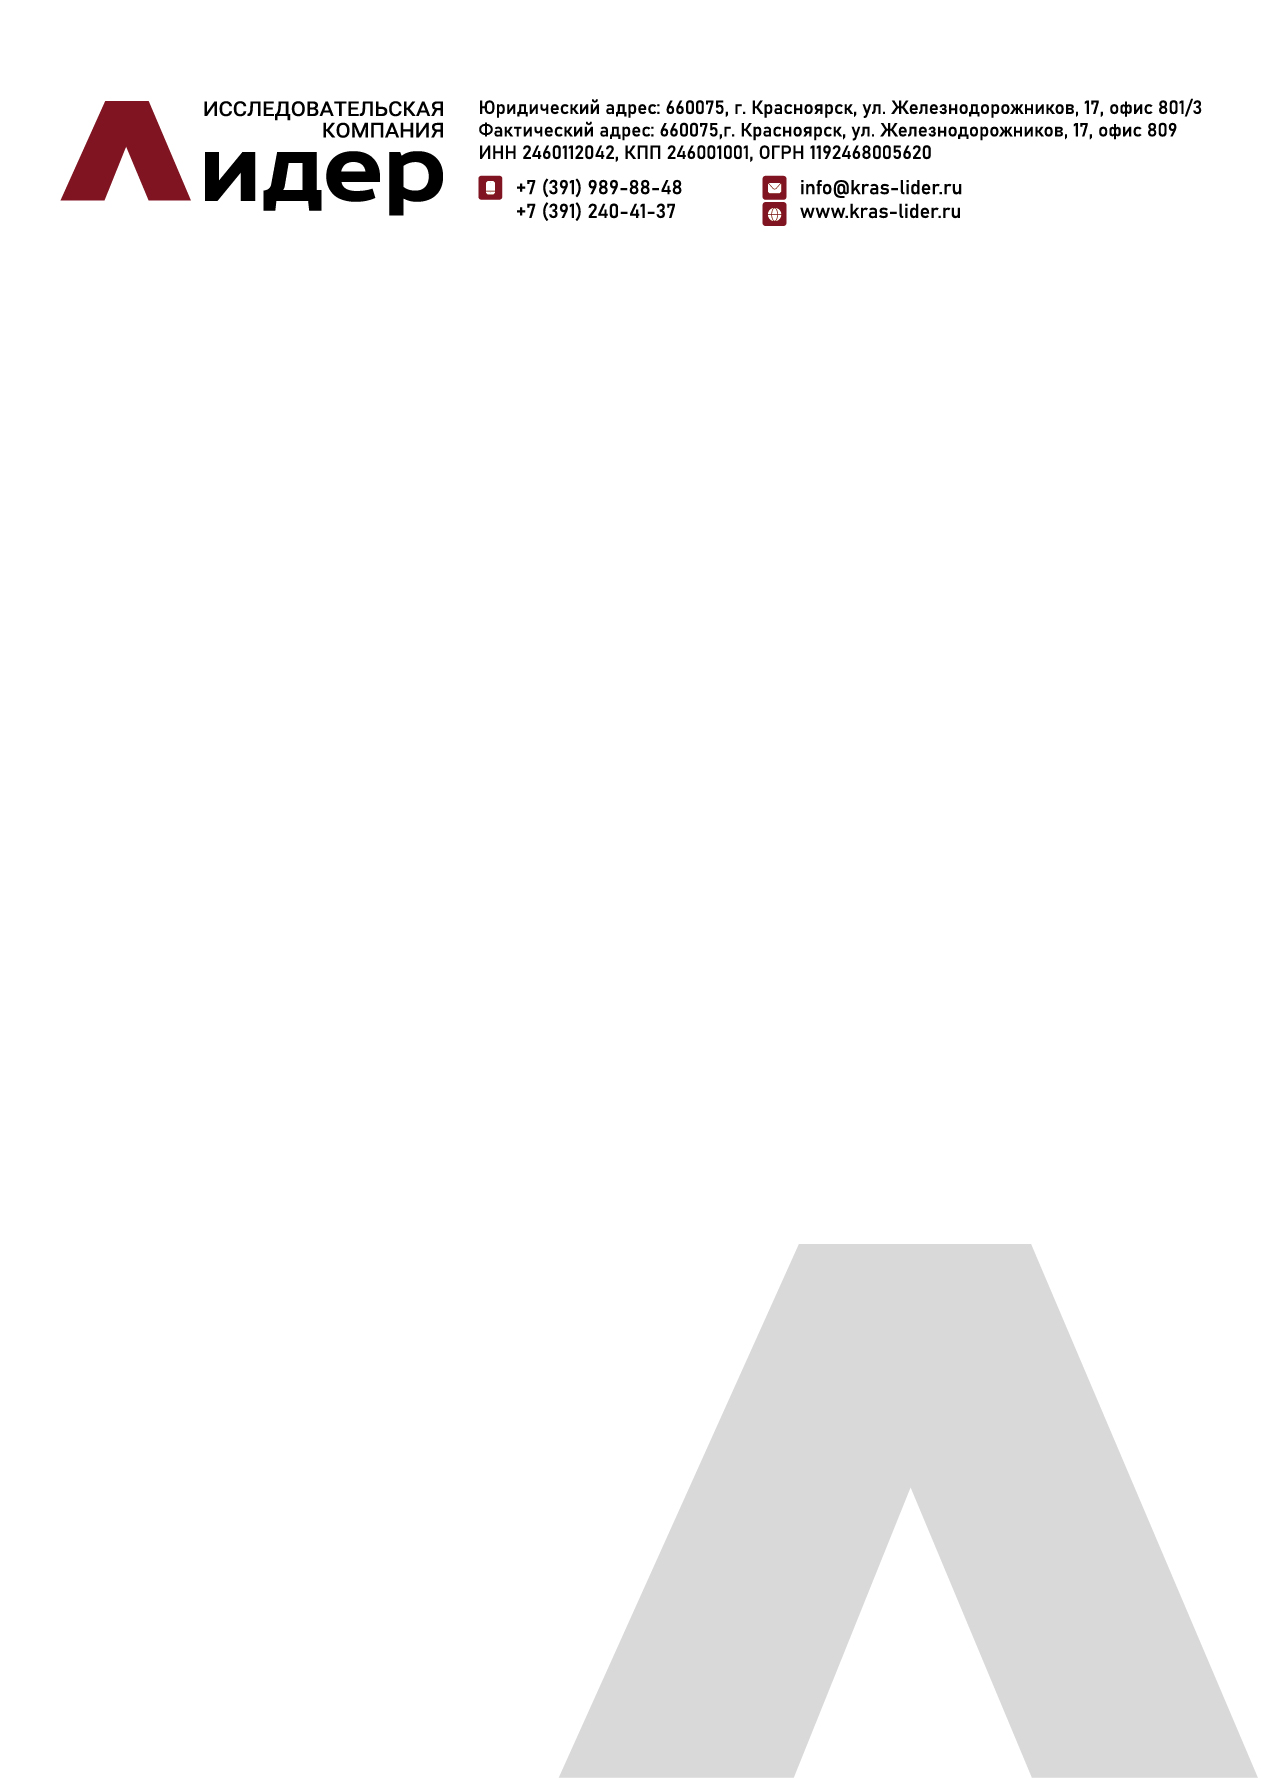 ИССЛЕДОВАТЕЛЬСКАЯ
КОМПАНИЯ
Лидер
Юридический адрес: 660075, г. Красноярск, ул. Железнодорожников, 17, офис 801/3
Фактический адрес: 660075,г. Красноярск, ул. Железнодорожников, 17, офис 809
ИНН 2460112042, КПП 246001001, ОГРН 1192468005620
+7 (391) 989-88-48
+7 (391) 240-41-37
info@kras-lider.ru
www.kras-lider.ru